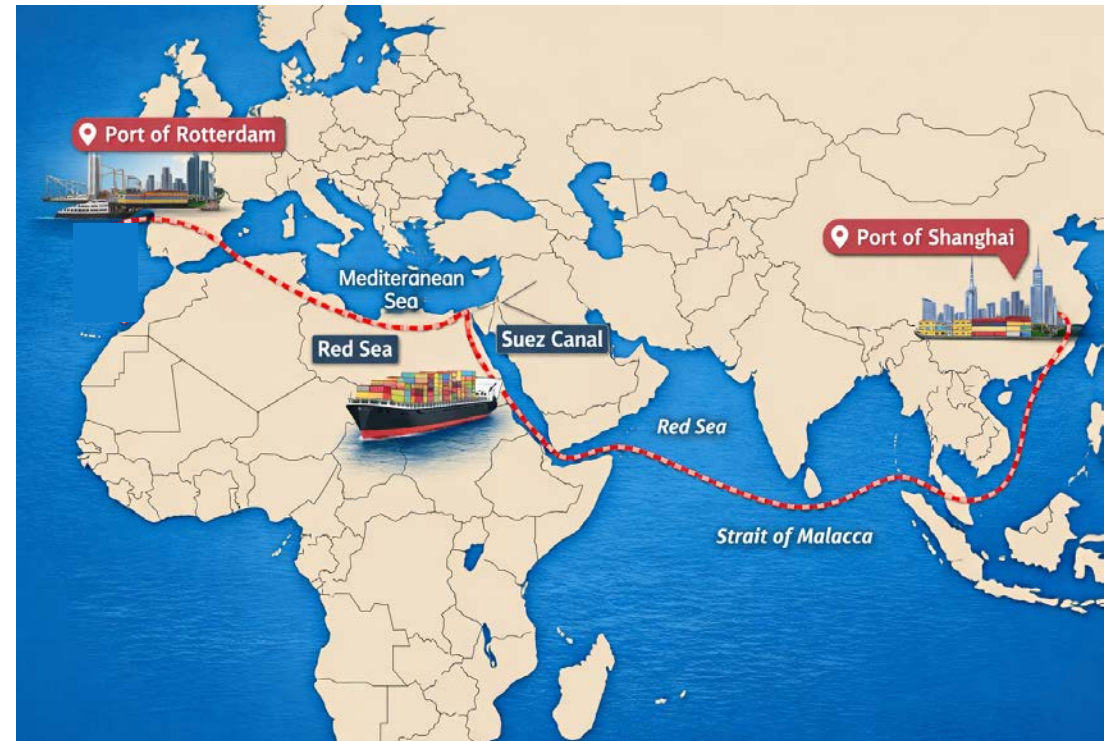 Port of Rotterdam
Port of Shanghai
Mediteranean
Sea
Suez Canal
Red Sea
Red Sea
Strait of Malacca